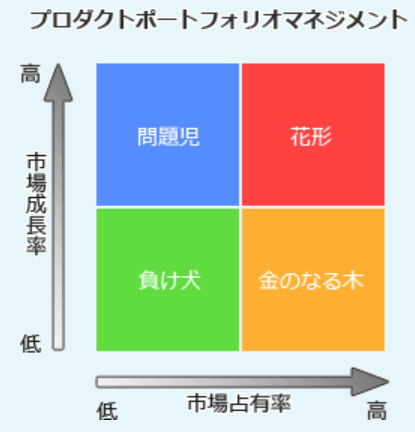 プロダクトポートフォリオマネジメント
高
市場成長率
低
問題児
花形
負け犬
金のなる木
低
市場占有率
高